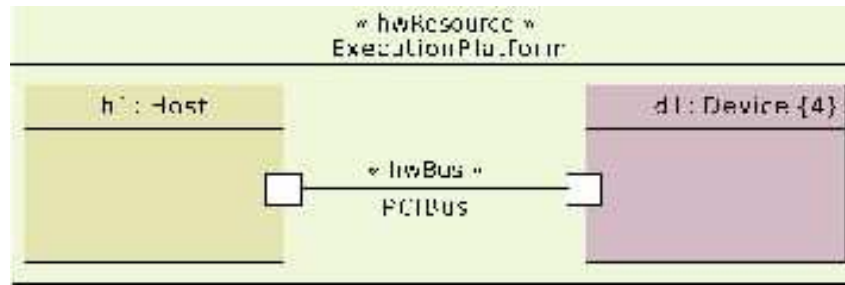 « hwResource »
ExecutionPlatform
h1: Host
d1: Device {4}
« hwBus »
PCIBus